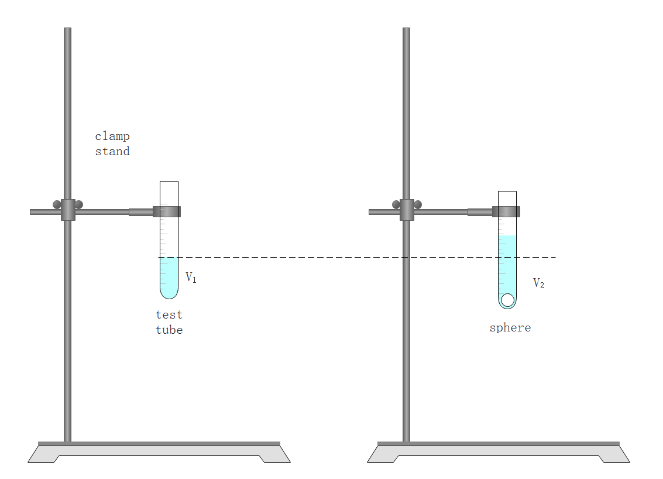 clamp
stand
V₁
test
tube
V₂
sphere